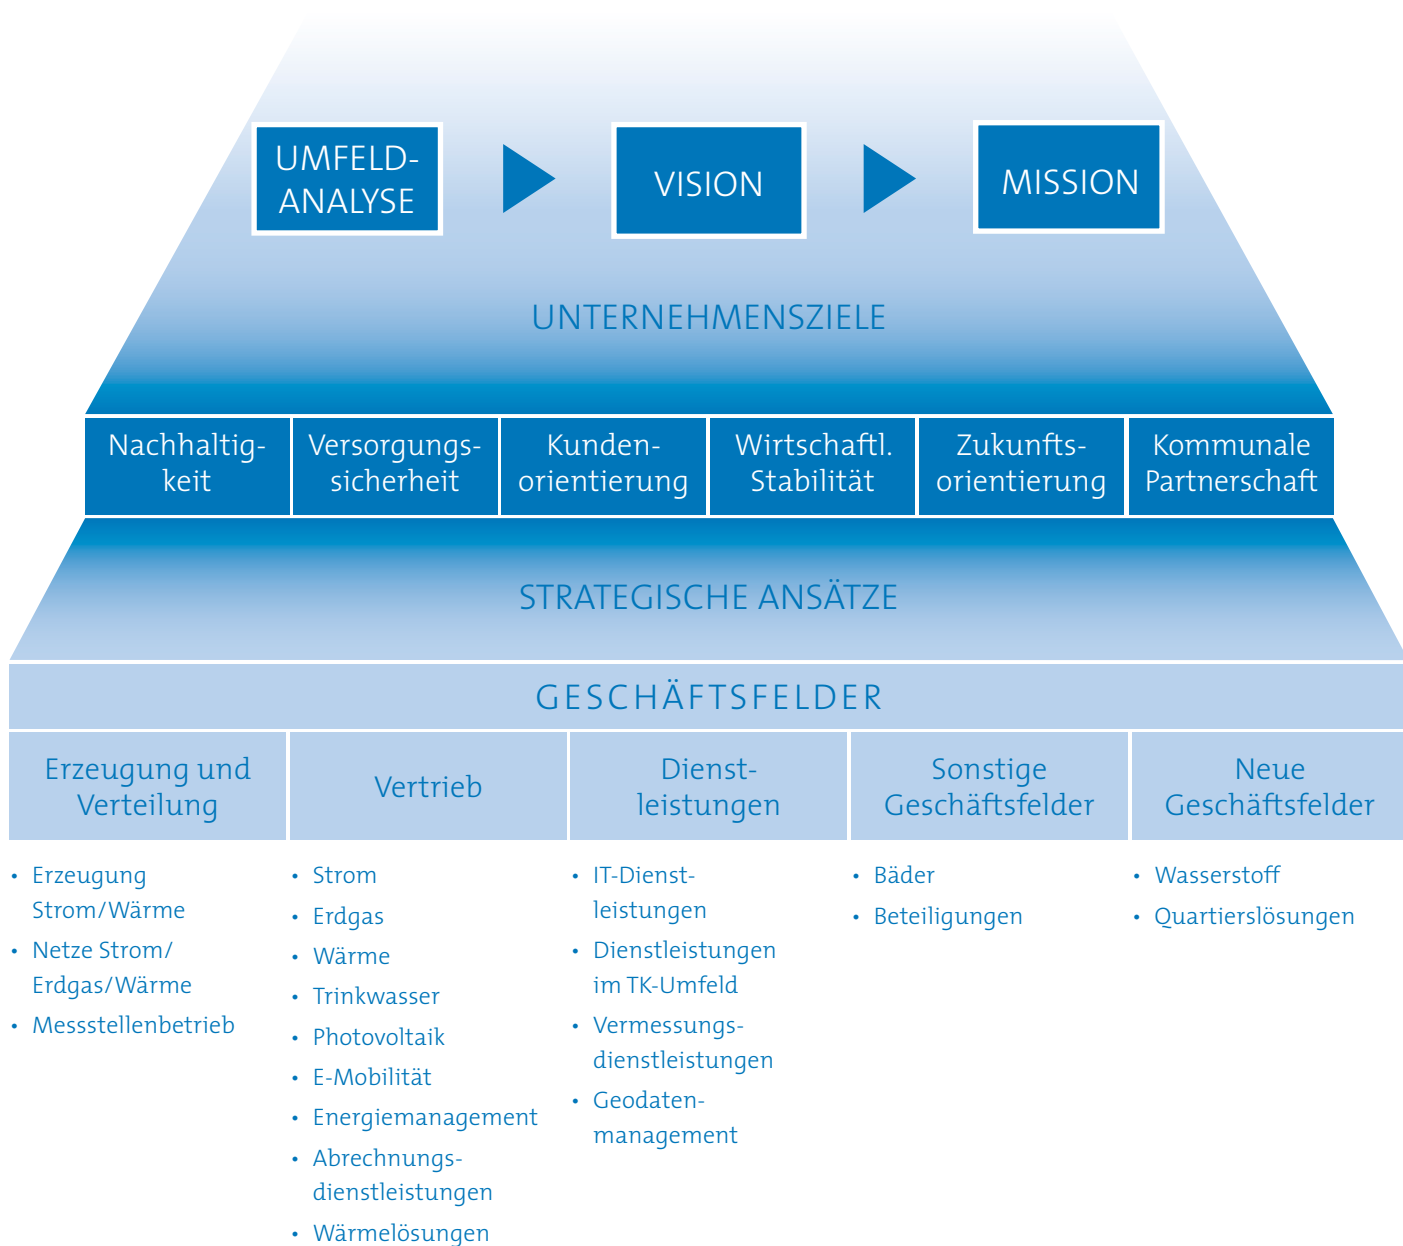 UMFELD-
ANALYSE
VISION
MISSION
UNTERNEHMENSZIELE
Nachhaltig-
keit
Versorgungs-
sicherheit
Kunden-
orientierung
Wirtschaftl.
Stabilität
Zukunfts-
orientierung
Kommunale
Partnerschaft
STRATEGISCHE ANSÄTZE
GESCHÄFTSFELDER
Erzeugung und
Verteilung
Vertrieb
Dienst-
leistungen
Sonstige
Geschäftsfelder
Neue
Geschäftsfelder
• Erzeugung
Strom/Wärme
• Netze Strom/
Erdgas/Wärme
• Messstellenbetrieb
• Strom
• Erdgas
• Wärme
• Trinkwasser
• Photovoltaik
• E-Mobilität
• Energiemanagement
• Abrechnungs-
dienstleistungen
• Wärmelösungen
• IT-Dienst-
leistungen
• Dienstleistungen
im TK-Umfeld
• Vermessungs-
dienstleistungen
• Geodaten-
management
• Bäder
• Beteiligungen
• Wasserstoff
• Quartierslösungen